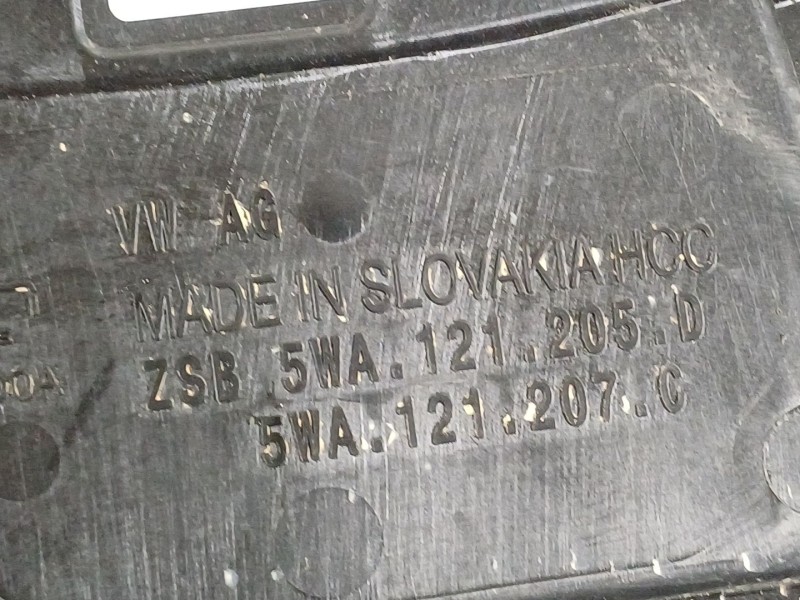 VW AG
MADE IN SLOVAKIA HCC
ZSB 5WA.121.205.D
5WA.121.207.C